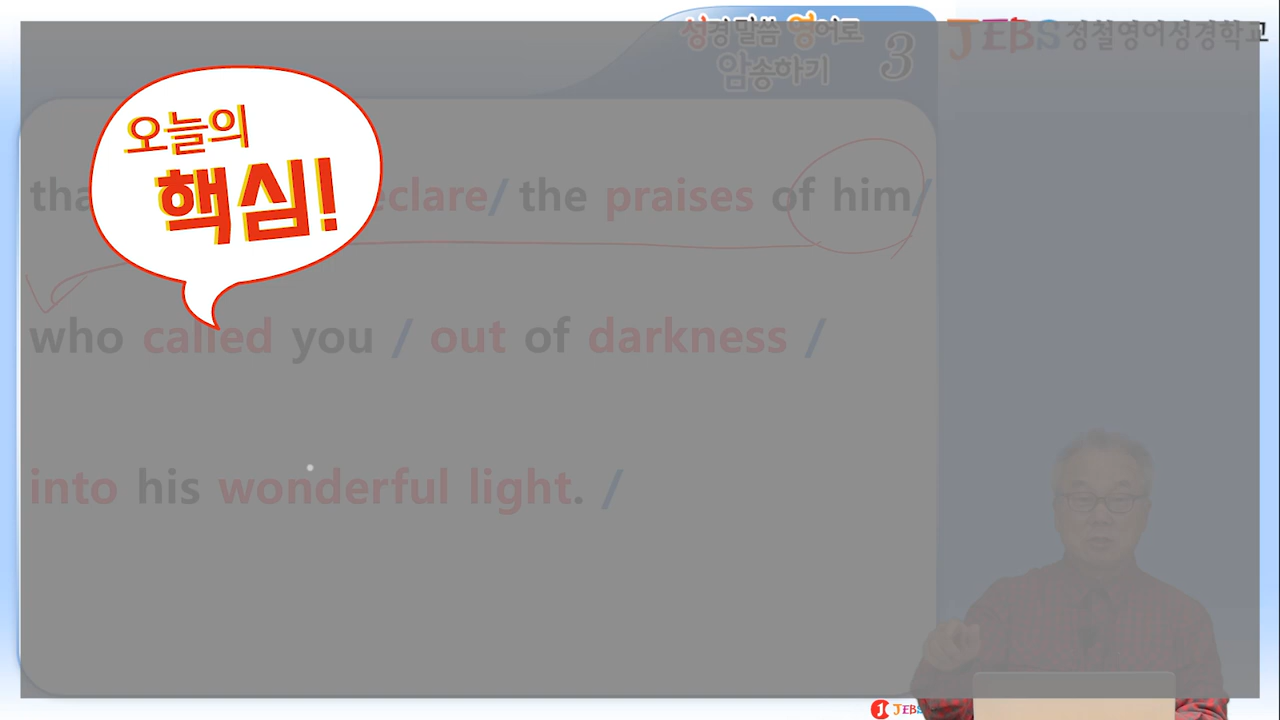 성경 말씀 영어로
암송하기 3
JEBS 정철영어성경학교
오늘의
핵심!
the praises of him/
who called you / out of darkness /
into his wonderful light. /
JEBS